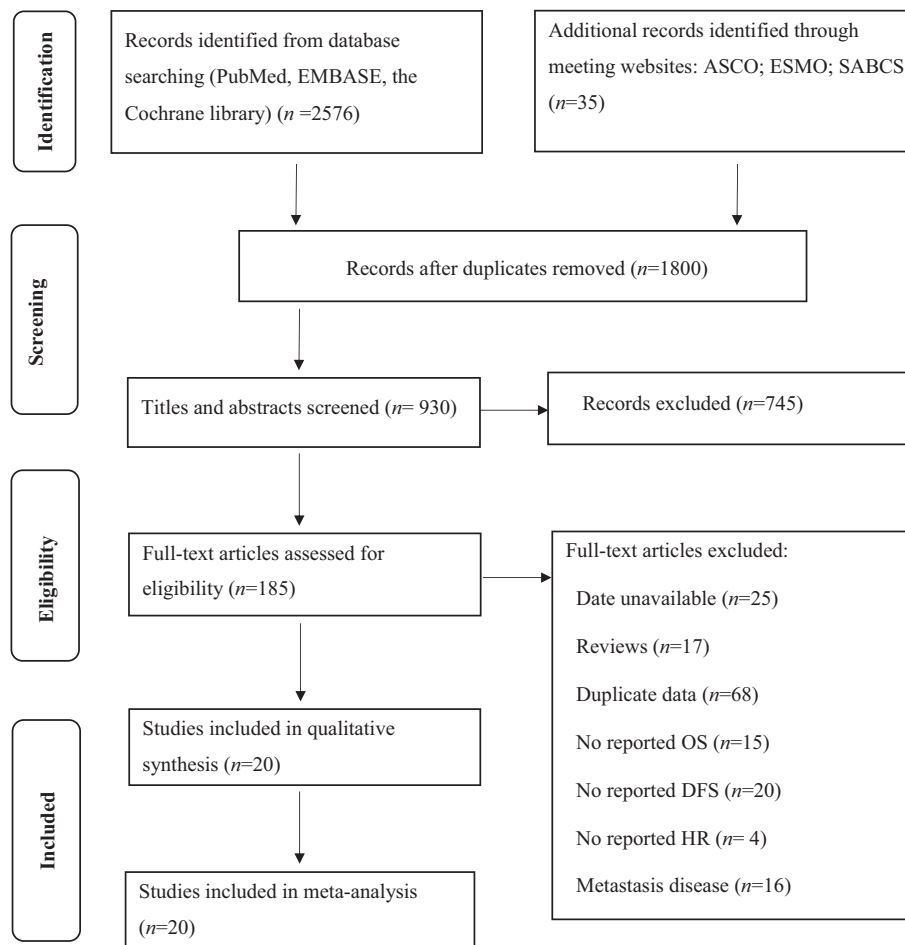 Identification
Records identified from database
searching (PubMed, EMBASE, the
Cochrane library) (n =2576)
Additional records identified through
meeting websites: ASCO; ESMO; SABCS
(n=35)
Screening
Records after duplicates removed (n=1800)
Titles and abstracts screened (n= 930)
Records excluded (n=745)
Eligibility
Full-text articles assessed for
eligibility (n=185)
Full-text articles excluded:
Date unavailable (n=25)
Reviews (n=17)
Duplicate data (n=68)
No reported OS (n=15)
No reported DFS (n=20)
No reported HR (n= 4)
Metastasis disease (n=16)
Included
Studies included in qualitative
synthesis (n=20)
Studies included in meta-analysis
(n=20)